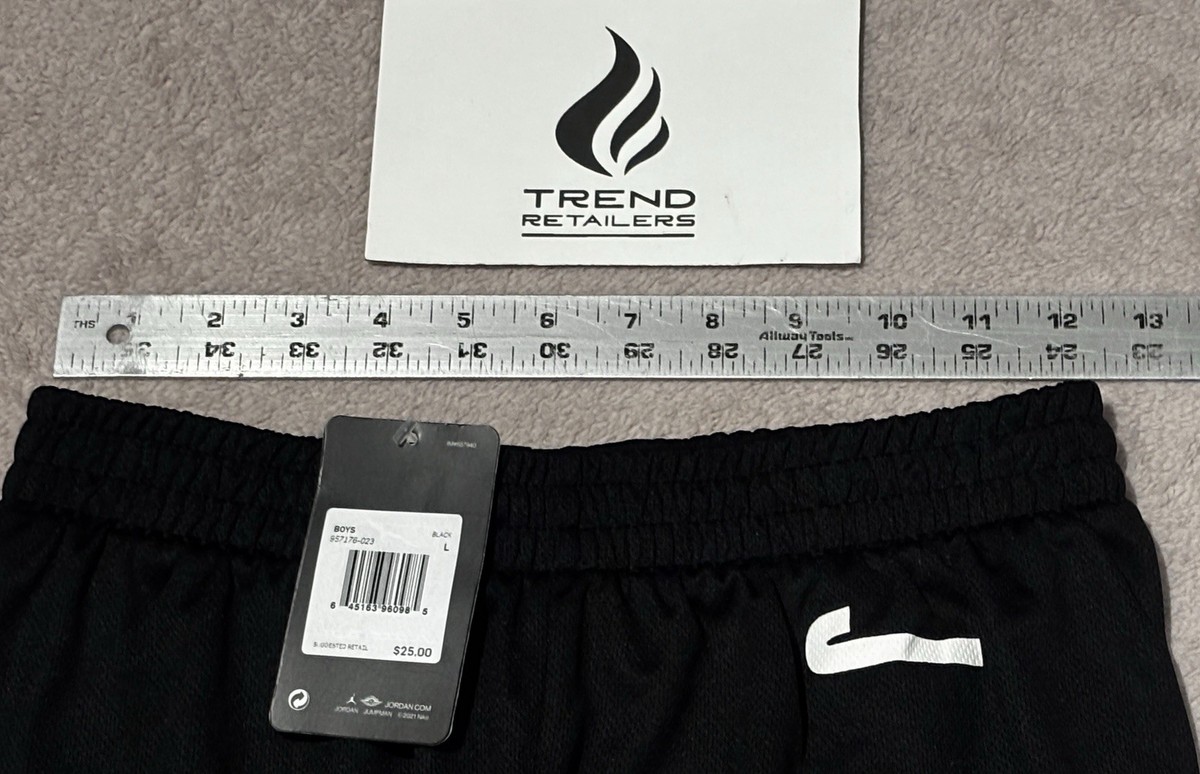 TREND
RETAILERS
THS 1 2 3 4 5 6 7 8 9 10 11 12 13
Allway Tools
35 34 33 32 31 30 29 28 27 26 25 24 23
BOYS
957176-023
BLACK
L
6 45163 96098 5
SUGGESTED RETAIL
$25.00
JORDAN.COM
JORDAN JUMPMAN ©2021 Nike